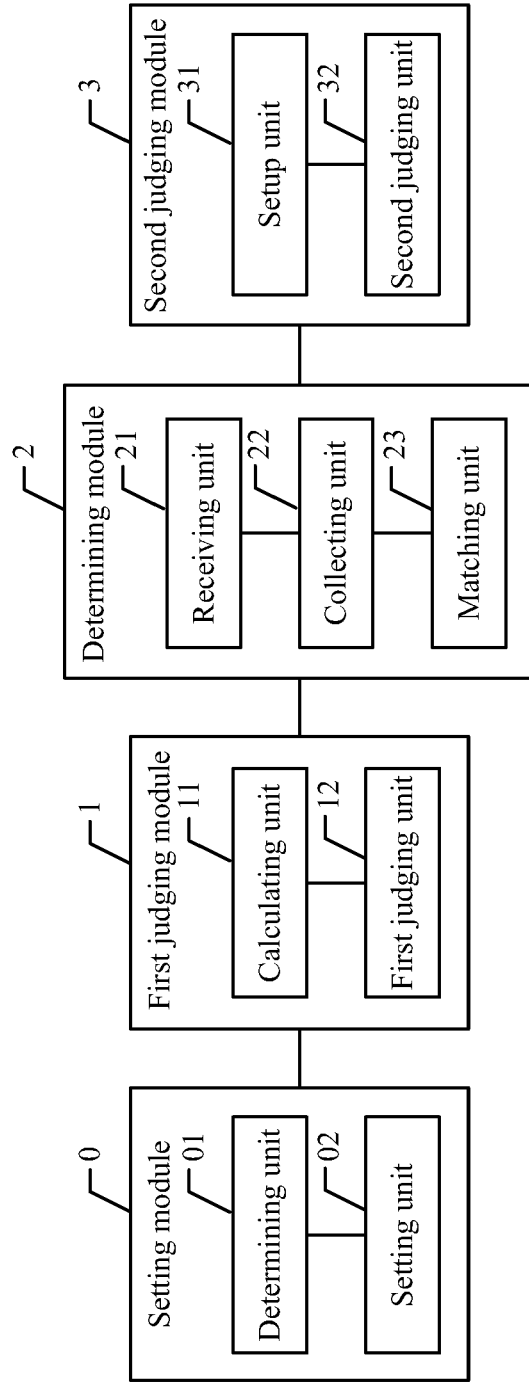 0
Setting module
01
Determining unit
02
Setting unit
1
First judging module
11
Calculating unit
12
First judging unit
2
Determining module
21
Receiving unit
22
Collecting unit
23
Matching unit
3
Second judging module
31
Setup unit
32
Second judging unit